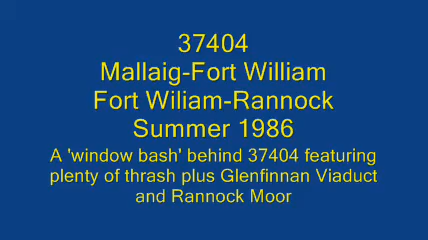 37404
Mallaig-Fort William
Fort Wiliam-Rannock
Summer 1986
A 'window bash' behind 37404 featuring
plenty of thrash plus Glenfinnan Viaduct
and Rannock Moor